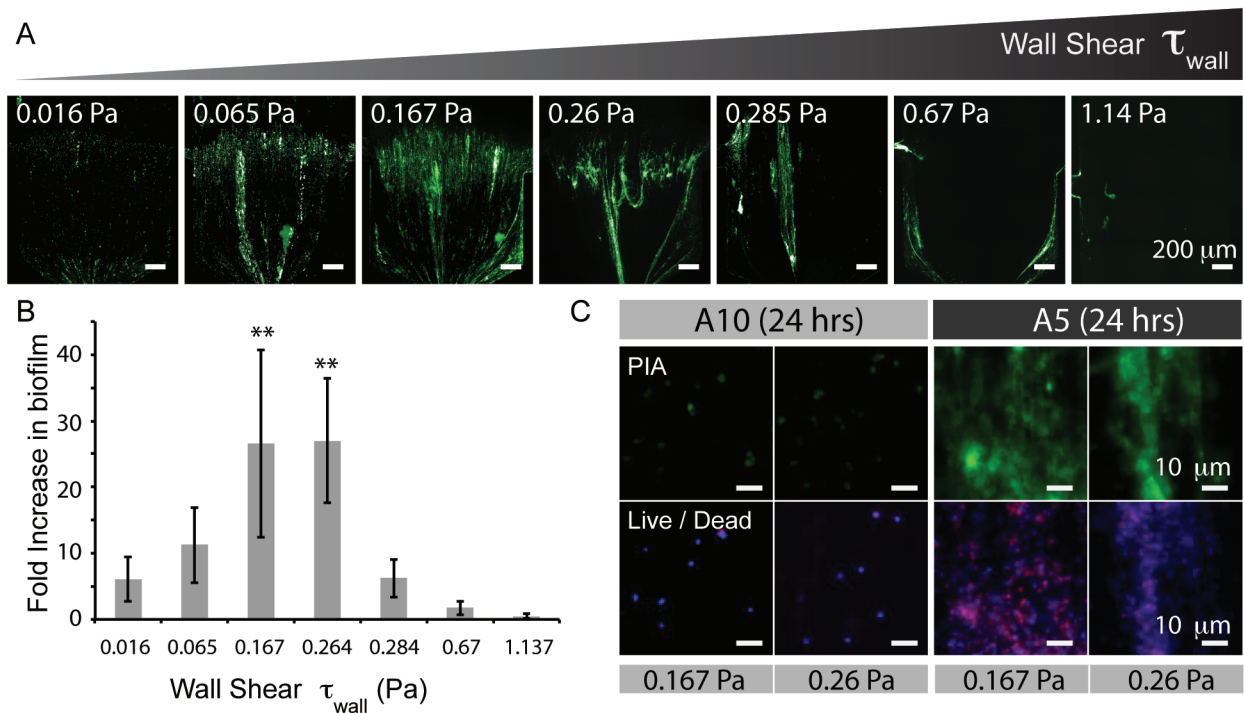 A
Wall Shear τwall
0.016 Pa
0.065 Pa
0.167 Pa
0.26 Pa
0.285 Pa
0.67 Pa
1.14 Pa
200 μm
B
Fold Increase in biofilm
40
30
20
10
0
**
**
0.016
0.065
0.167
0.264
0.284
0.67
1.137
Wall Shear τwall (Pa)
C
A10 (24 hrs)
A5 (24 hrs)
PIA
10 μm
Live / Dead
10 μm
0.167 Pa
0.26 Pa
0.167 Pa
0.26 Pa